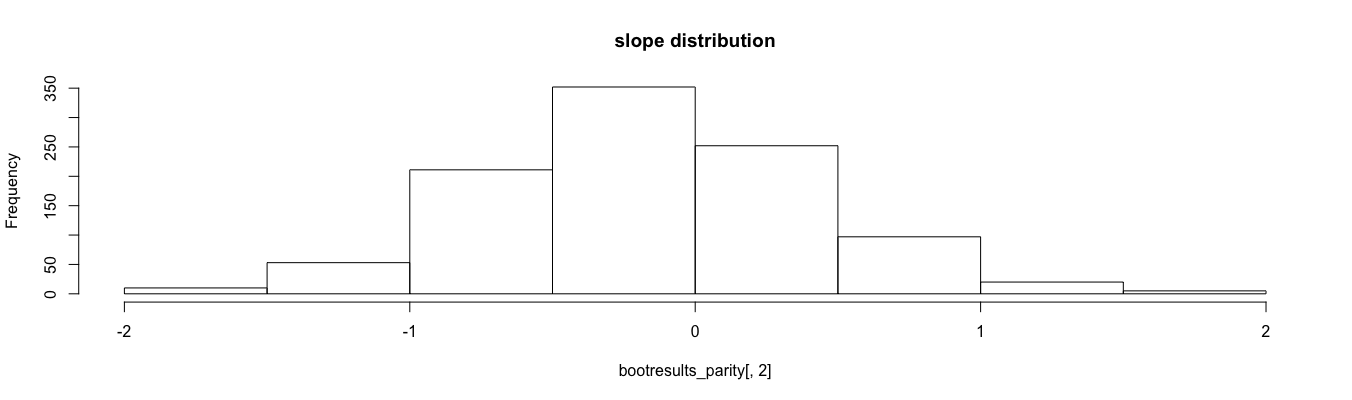 slope distribution
Frequency
350
250
150
50
0
-2 -1 0 1 2
bootresults_parity[, 2]